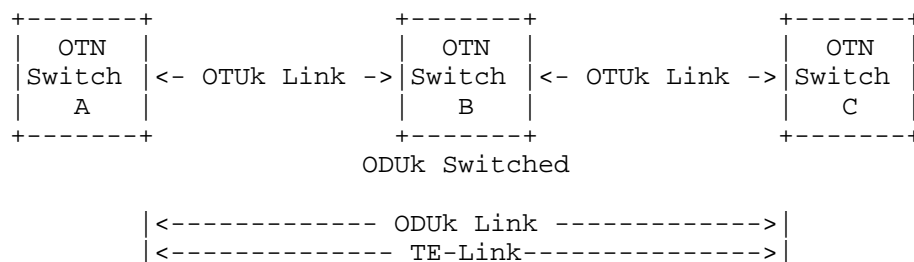 +-------+                    +-------+                    +-------+
|  OTN  |                    |  OTN  |                    |  OTN  |
|Switch |<- OTUk Link ->|Switch |<- OTUk Link ->|Switch |
|   A   |                    |   B   |                    |   C   |
+-------+                    +-------+                    +-------+
ODUk Switched
|<------------- ODUk Link ------------->|
|<-------------- TE-Link--------------->|